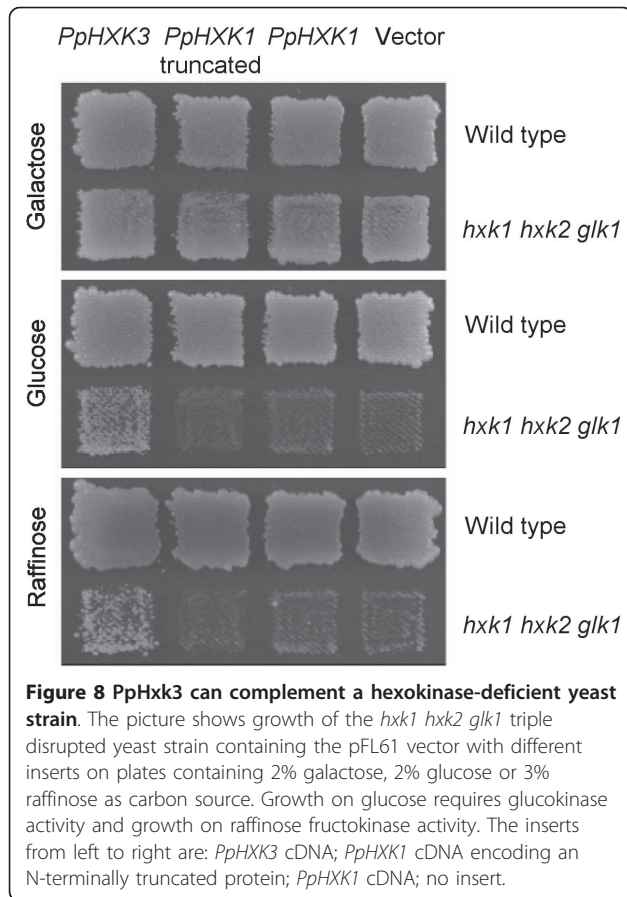 PpHXK3 PpHXK1 PpHXK1 Vector
truncated
Galactose
Wild type
hxk1 hxk2 glk1
Glucose
Wild type
hxk1 hxk2 glk1
Raffinose
Wild type
hxk1 hxk2 glk1
Figure 8 PpHxk3 can complement a hexokinase-deficient yeast
strain. The picture shows growth of the hxk1 hxk2 glk1 triple
disrupted yeast strain containing the pFL61 vector with different
inserts on plates containing 2% galactose, 2% glucose or 3%
raffinose as carbon source. Growth on glucose requires glucokinase
activity and growth on raffinose fructokinase activity. The inserts
from left to right are: PpHXK3 cDNA; PpHXK1 cDNA encoding an
N-terminally truncated protein; PpHXK1 cDNA; no insert.